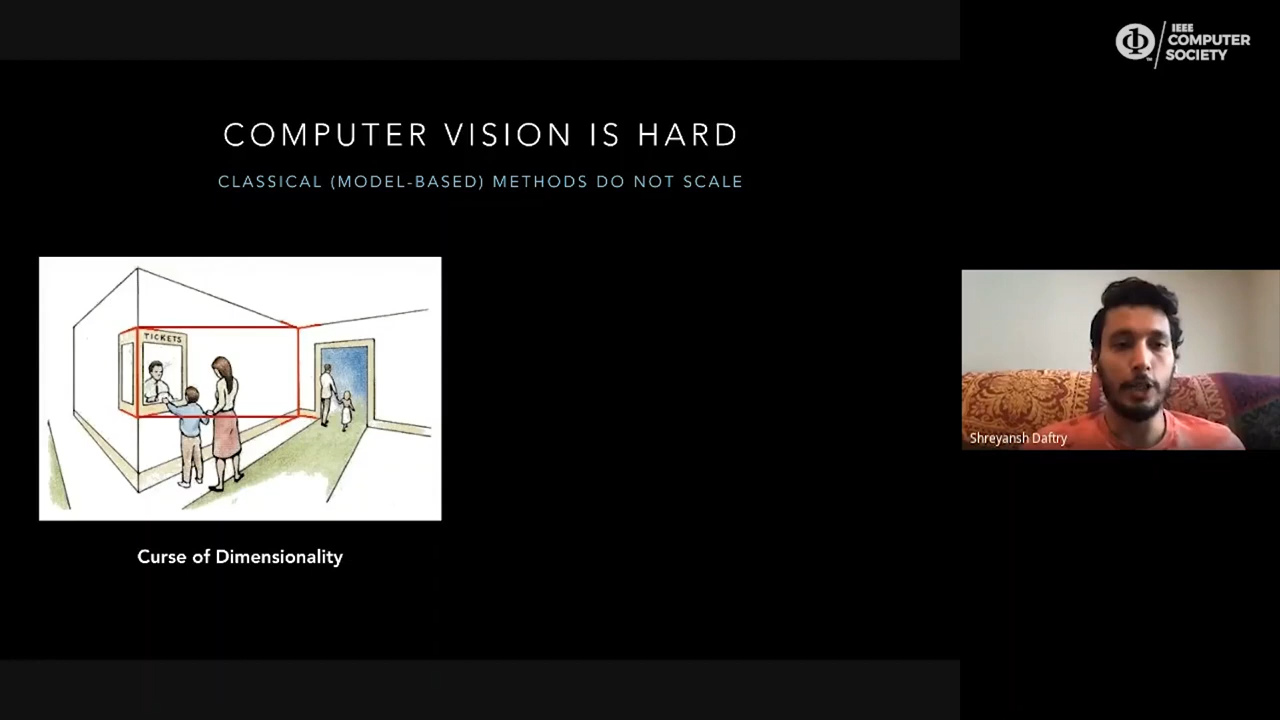 IEEE
COMPUTER
SOCIETY
COMPUTER VISION IS HARD
CLASSICAL (MODEL-BASED) METHODS DO NOT SCALE
TICKETS
Shreyansh Daftry
Curse of Dimensionality